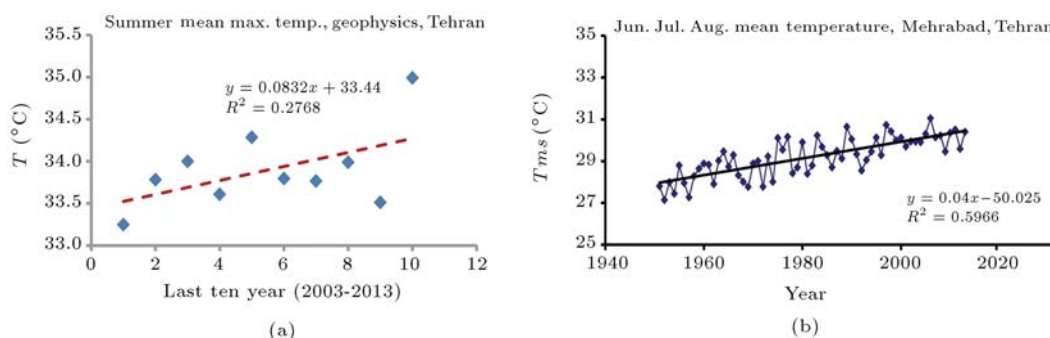 Summer mean max. temp., geophysics, Tehran
35.5
35.0
34.5
34.0
33.5
33.0
T (°C)
y = 0.0832x + 33.44
R² = 0.2768
0 2 4 6 8 10 12
Last ten year (2003-2013)
(a)
Jun. Jul. Aug. mean temperature, Mehrabad, Tehran
35
33
31
29
27
25
Tms (°C)
y = 0.04x−50.025
R² = 0.5966
1940 1960 1980 2000 2020
Year
(b)